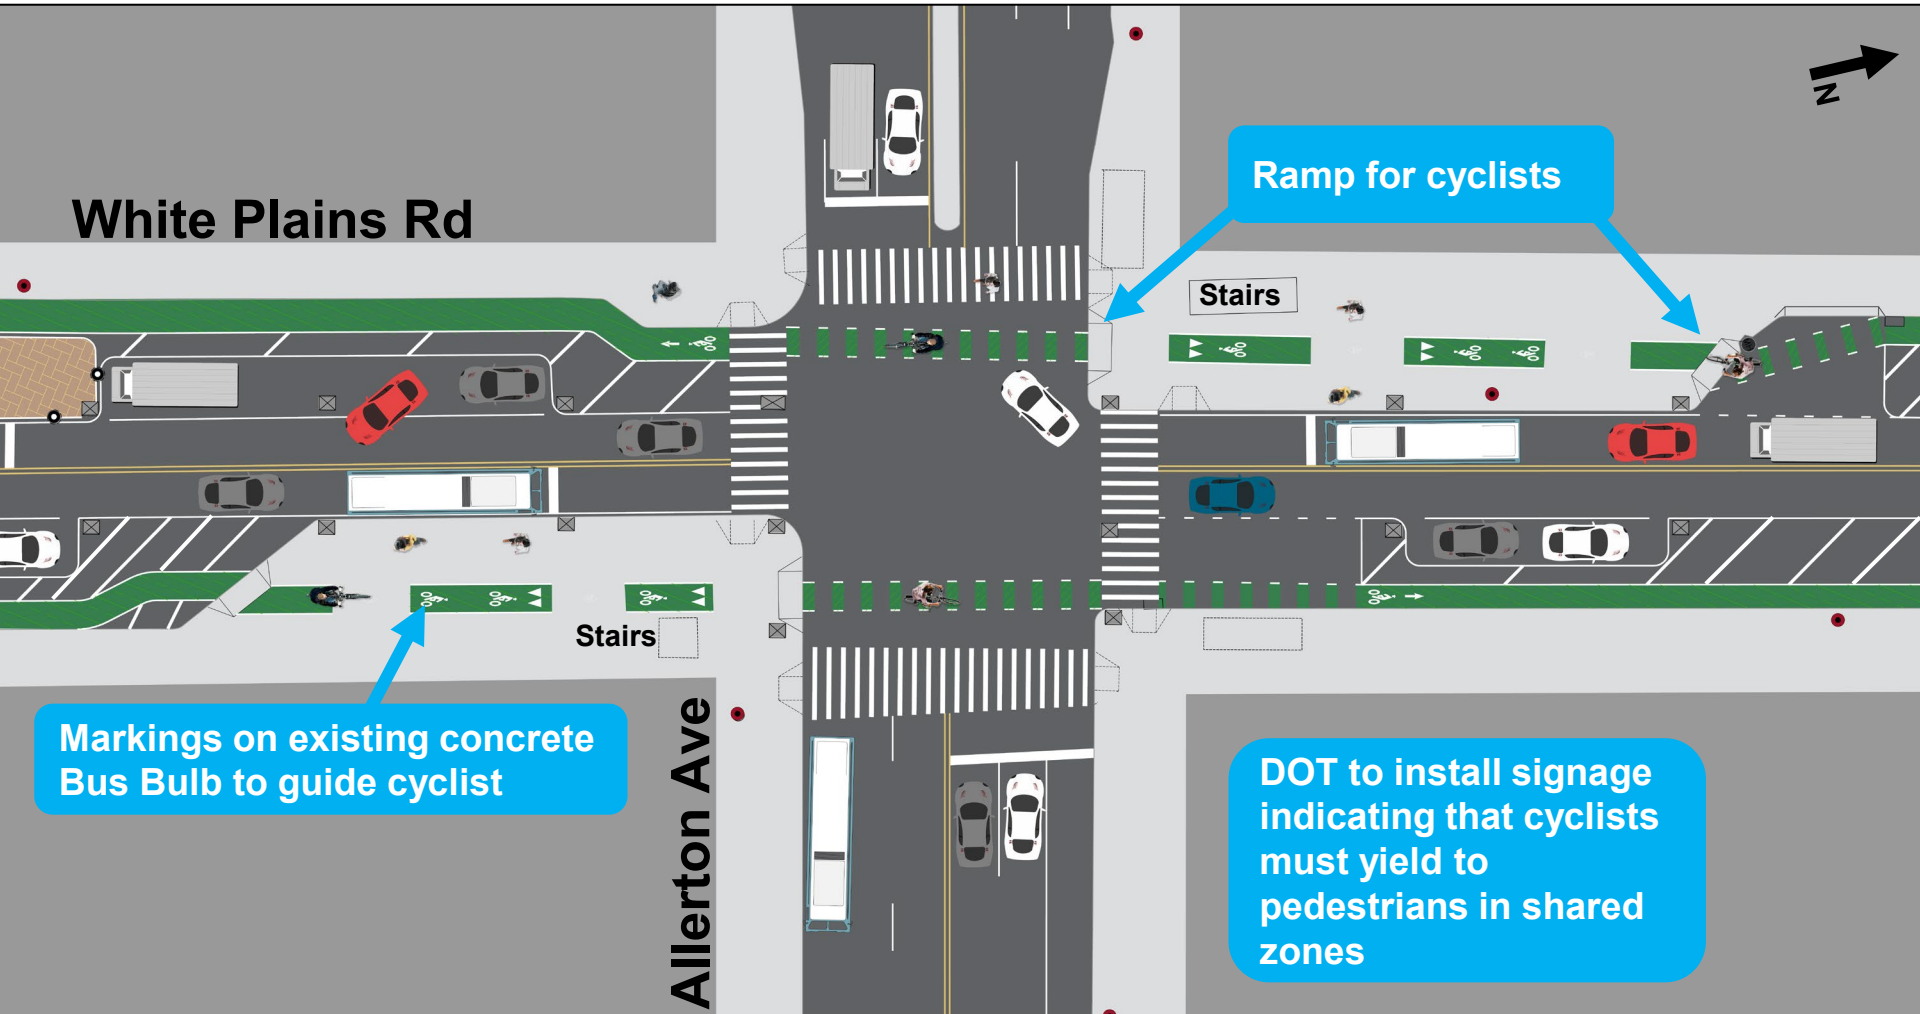 N
White Plains Rd
Ramp for cyclists
Stairs
Stairs
Markings on existing concrete
Bus Bulb to guide cyclist
Allerton Ave
DOT to install signage
indicating that cyclists
must yield to
pedestrians in shared
zones